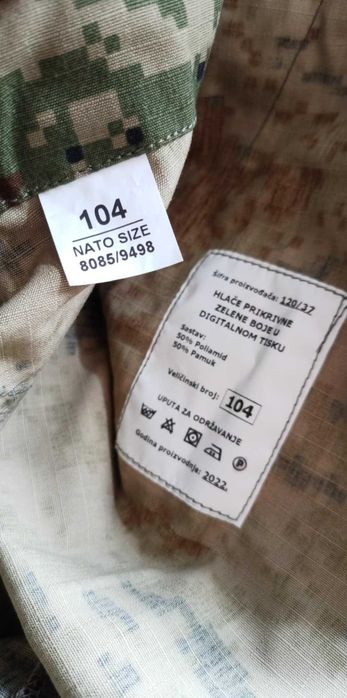 104
NATO SIZE
8085/9498
Šifra proizvođača: 120/37
HLAČE PRIKRIVNE
ZELENE BOJE U
DIGITALNOM TISKU
Sastav:
50% Poliamid
50% Pamuk
Veličinski broj: 104
UPUTA ZA ODRŽAVANJE
P
Godina proizvodnje: 2022.